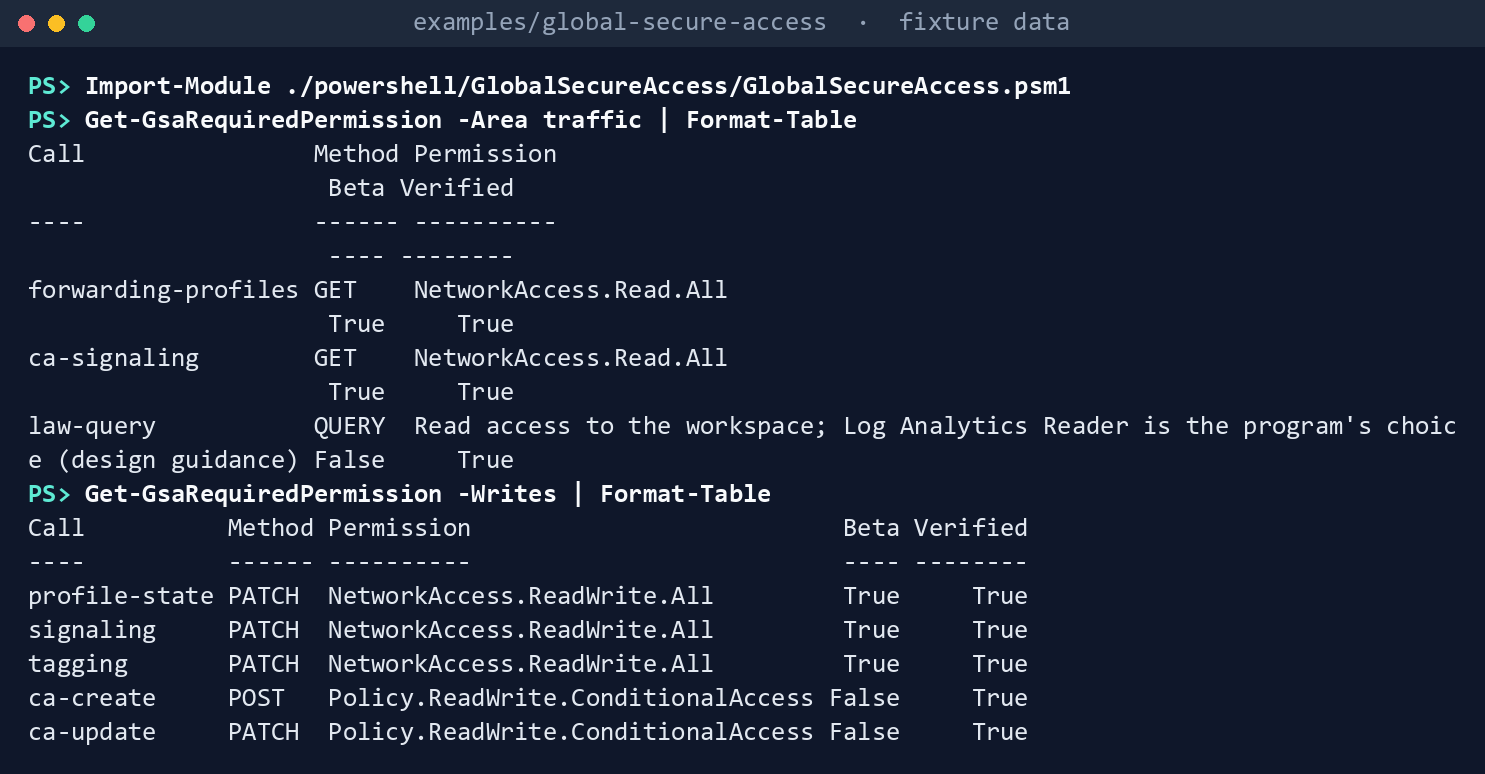 examples/global-secure-access · fixture data
PS> Import-Module ./powershell/GlobalSecureAccess/GlobalSecureAccess.psm1
PS> Get-GsaRequiredPermission -Area traffic | Format-Table
Call                Method Permission
                     Beta Verified
----                ------ ----------
                     ---- --------
forwarding-profiles GET    NetworkAccess.Read.All
                     True     True
ca-signaling        GET    NetworkAccess.Read.All
                     True     True
law-query           QUERY  Read access to the workspace; Log Analytics Reader is the program's choic
e (design guidance) False     True
PS> Get-GsaRequiredPermission -Writes | Format-Table
Call          Method Permission                          Beta Verified
----          ------ ----------                          ---- --------
profile-state PATCH  NetworkAccess.ReadWrite.All         True     True
signaling     PATCH  NetworkAccess.ReadWrite.All         True     True
tagging       PATCH  NetworkAccess.ReadWrite.All         True     True
ca-create     POST   Policy.ReadWrite.ConditionalAccess False     True
ca-update     PATCH  Policy.ReadWrite.ConditionalAccess False     True